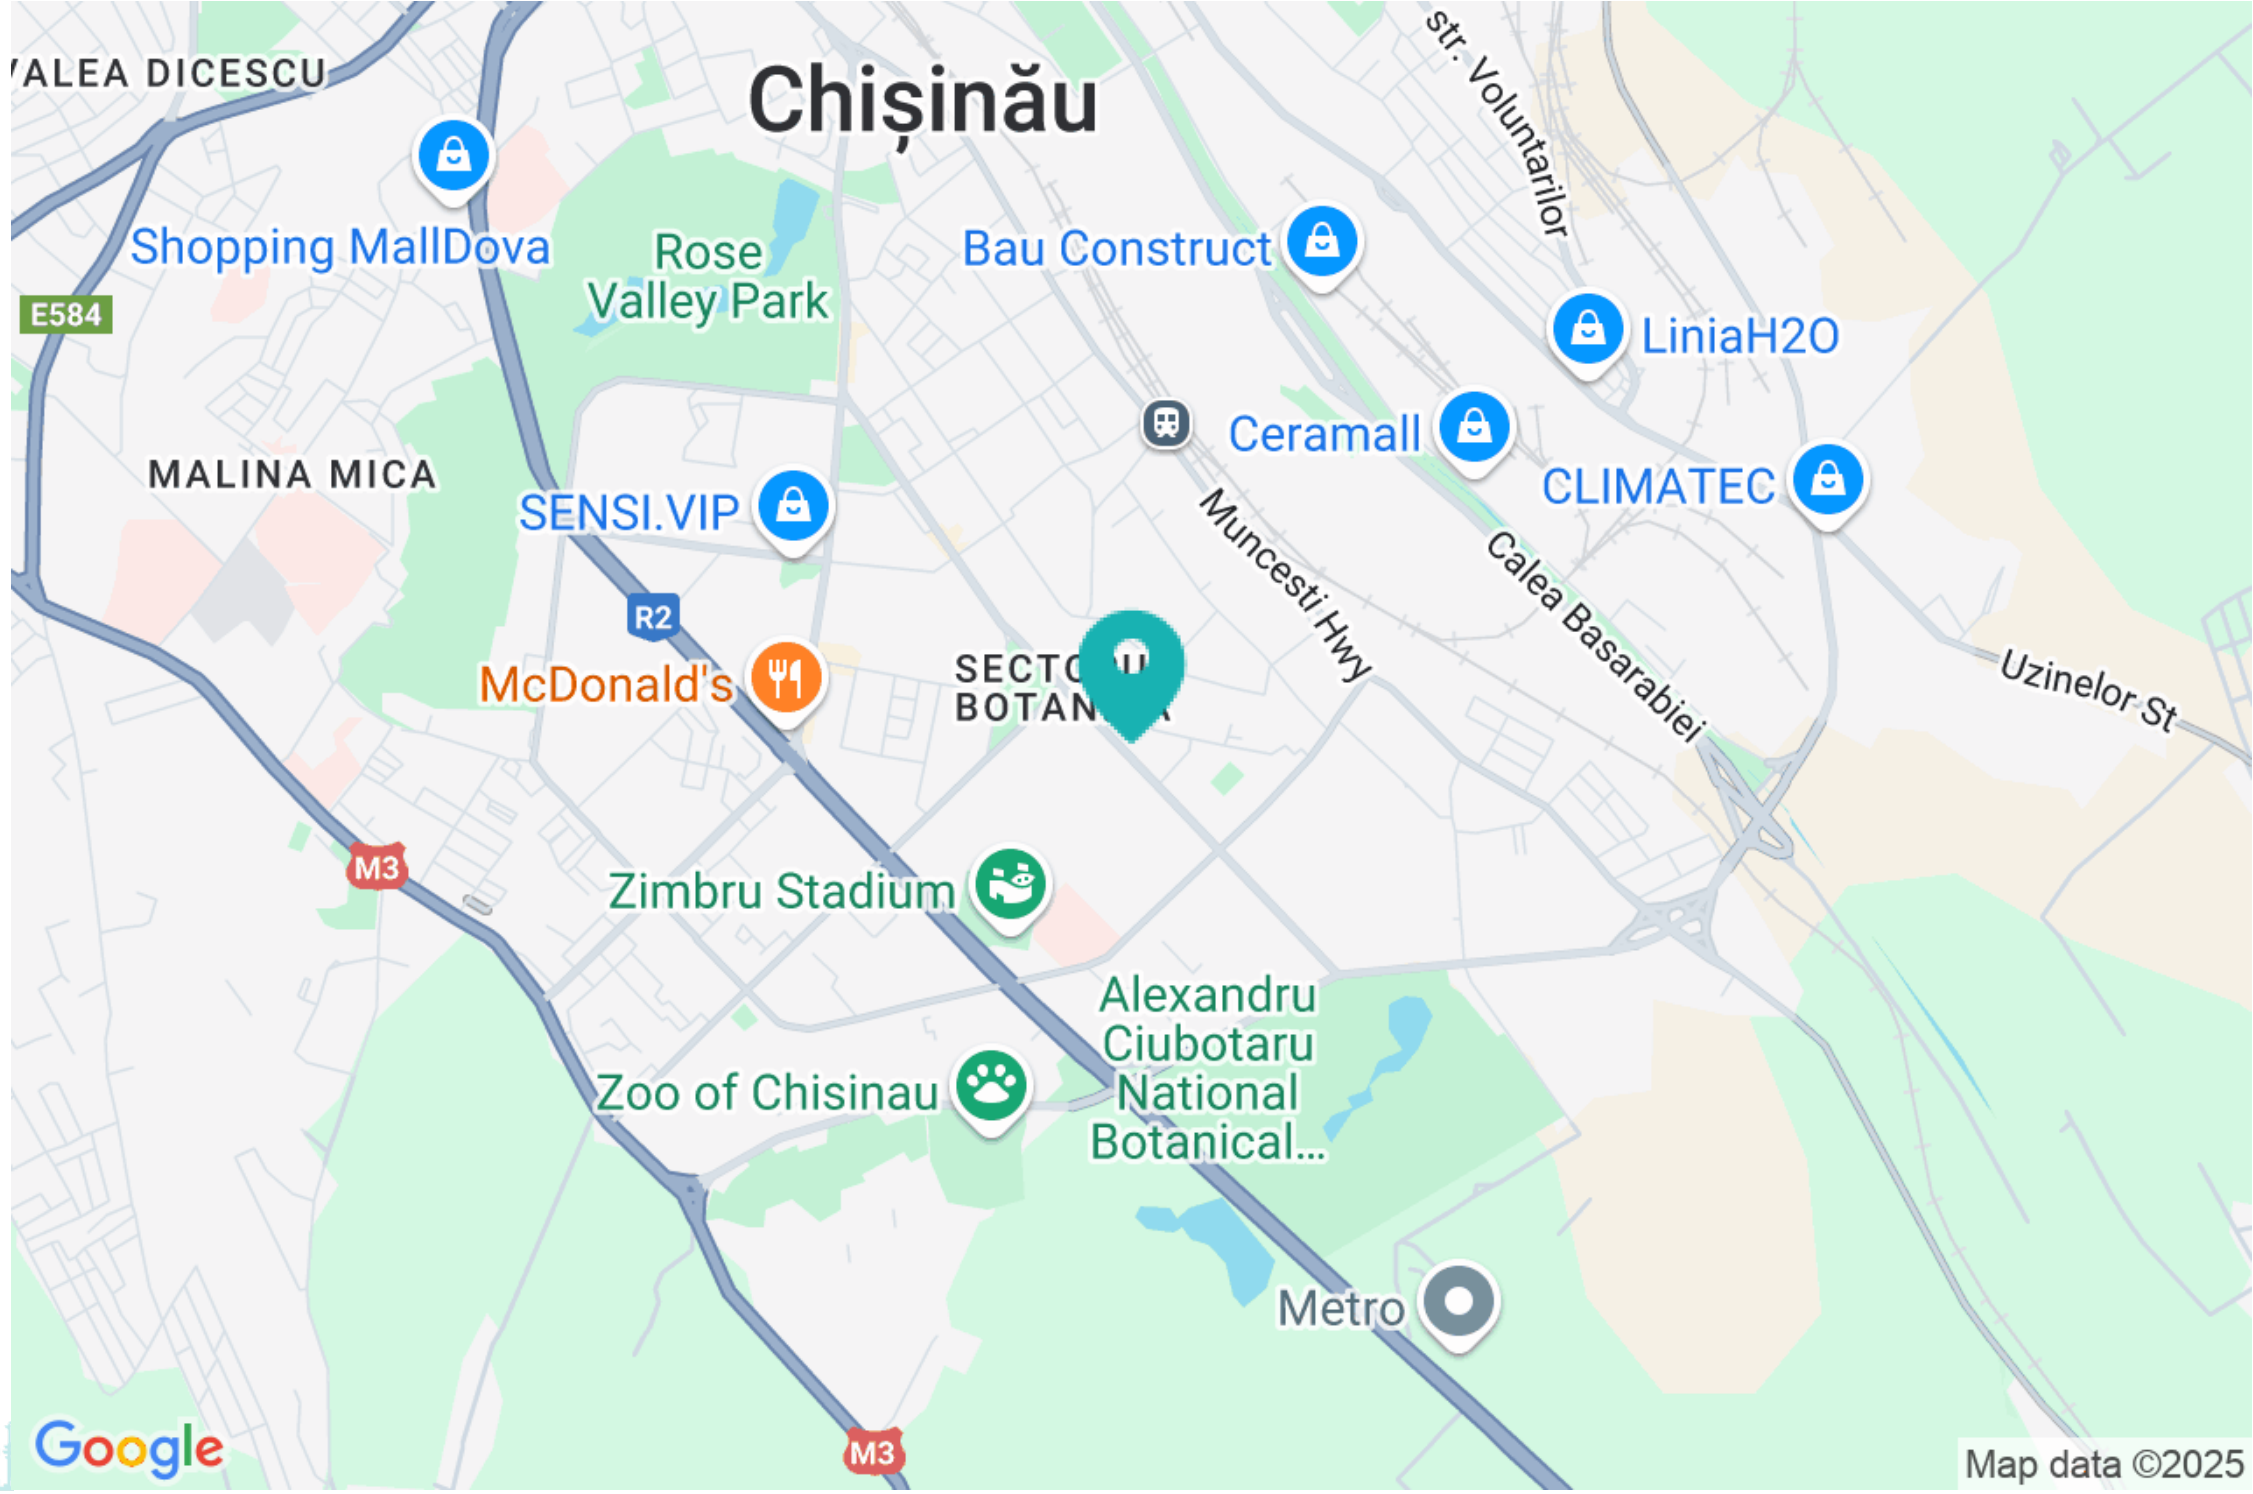 VALEA DICESCU
Chișinău
str. Voluntarilor
Shopping MallDova
Rose
Valley Park
Bau Construct
E584
LiniaH2O
Ceramall
MALINA MICA
SENSI.VIP
CLIMATEC
Muncesti Hwy
Calea Basarabiei
R2
McDonald's
Uzinelor St
M3
Zimbru Stadium
Alexandru
Ciubotaru
National
Botanical...
Zoo of Chisinau
Metro
Google
M3
Map data ©2025